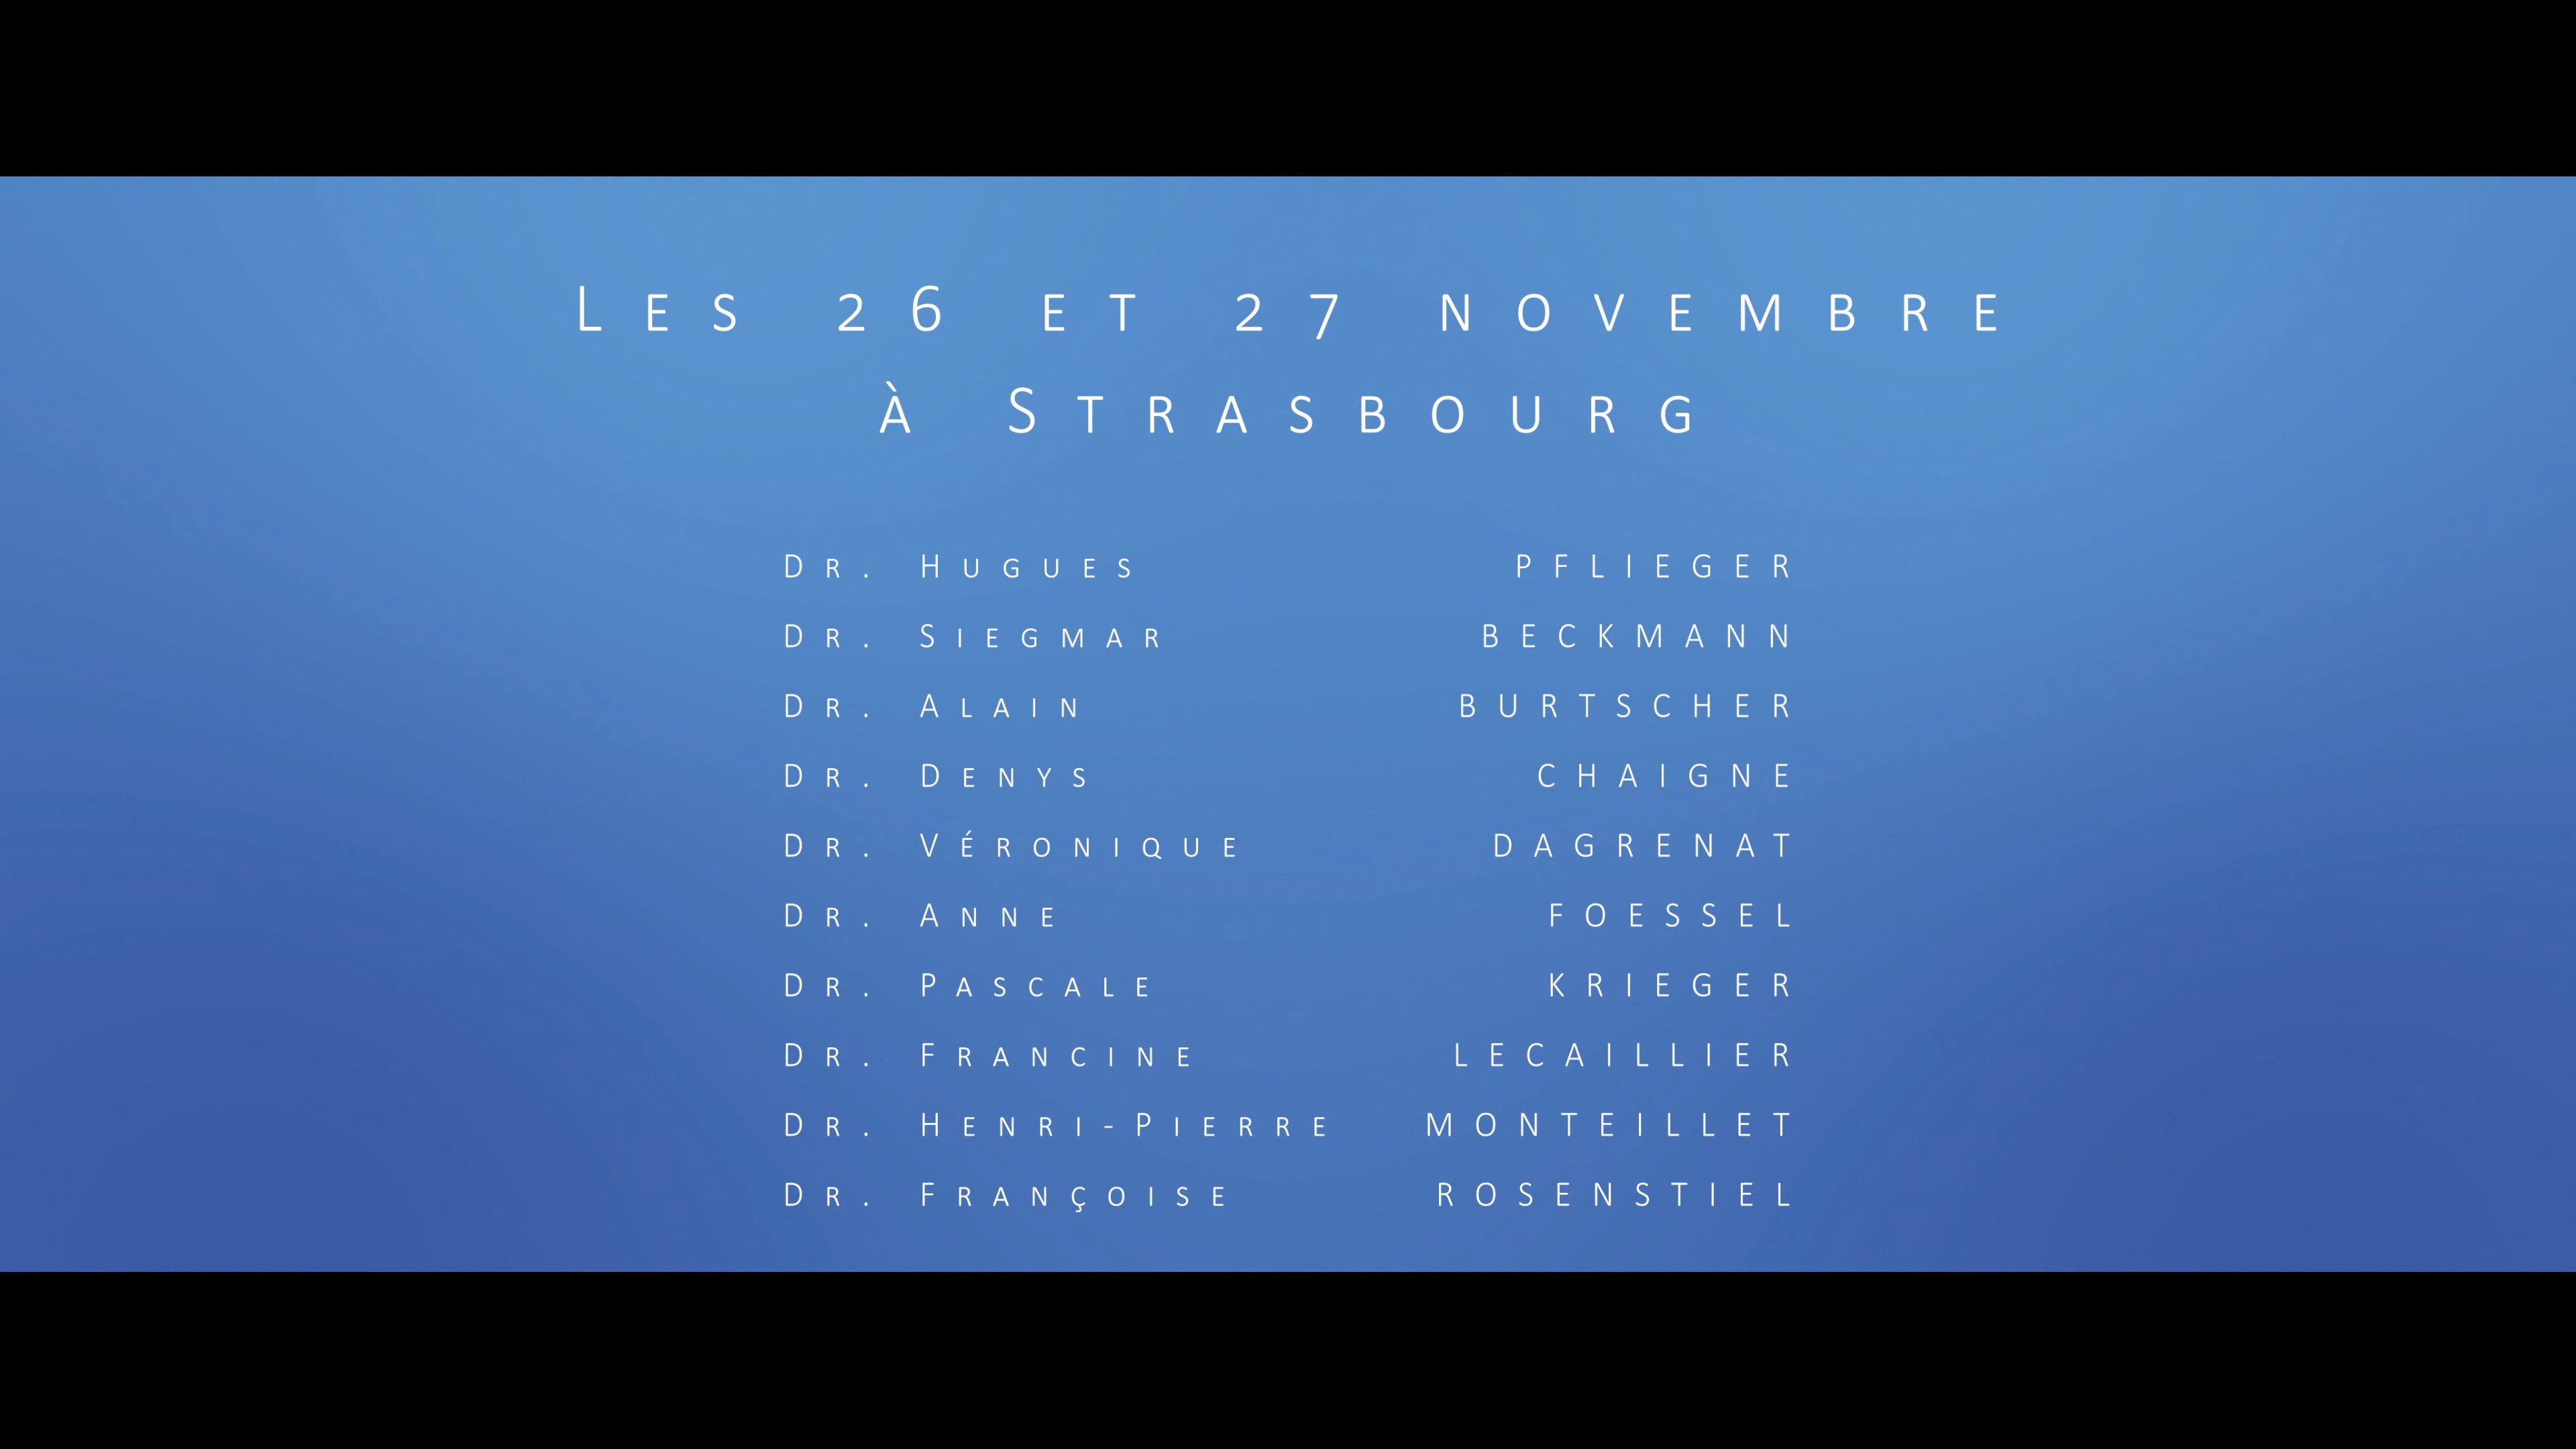 Les 26 et 27 novembre
à Strasbourg
Dr. Hugues PFLIEGER
Dr. Siegmar BECKMANN
Dr. Alain BURTSCHER
Dr. Denys CHAIGNE
Dr. Véronique DAGRENAT
Dr. Anne FOESSEL
Dr. Pascale KRIEGER
Dr. Francine LECAILLIER
Dr. Henri-Pierre MONTEILLET
Dr. Françoise ROSENSTIEL